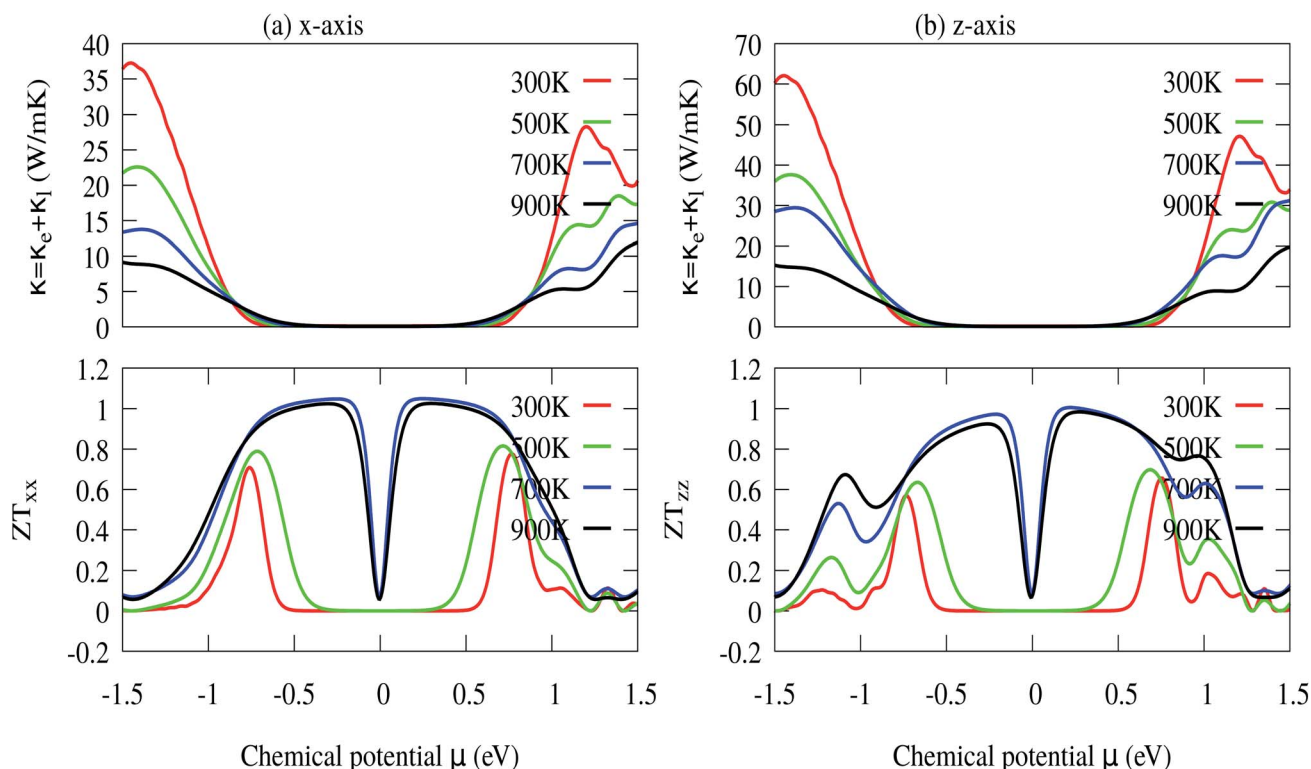 (a) x-axis
40
35
30
25
20
15
10
5
0
κ=κe+κl (W/mK)
300K
500K
700K
900K
(b) z-axis
70
60
50
40
30
20
10
0
κ=κe+κl (W/mK)
300K
500K
700K
900K
1.2
1
0.8
0.6
0.4
0.2
0
-0.2
ZTxx
300K
500K
700K
900K
-1.5 -1 -0.5 0 0.5 1 1.5
Chemical potential μ (eV)
1.2
1
0.8
0.6
0.4
0.2
0
-0.2
ZTzz
300K
500K
700K
900K
-1.5 -1 -0.5 0 0.5 1 1.5
Chemical potential μ (eV)